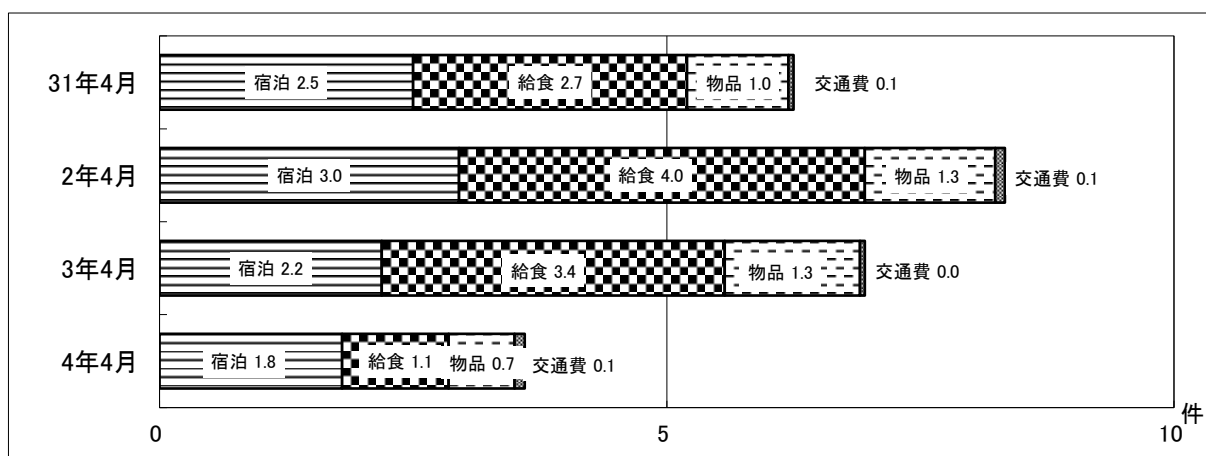 31年4月 宿泊 2.5 給食 2.7 物品 1.0 交通費 0.1
2年4月 宿泊 3.0 給食 4.0 物品 1.3 交通費 0.1
3年4月 宿泊 2.2 給食 3.4 物品 1.3 交通費 0.0
4年4月 宿泊 1.8 給食 1.1 物品 0.7 交通費 0.1
0 5 10 件